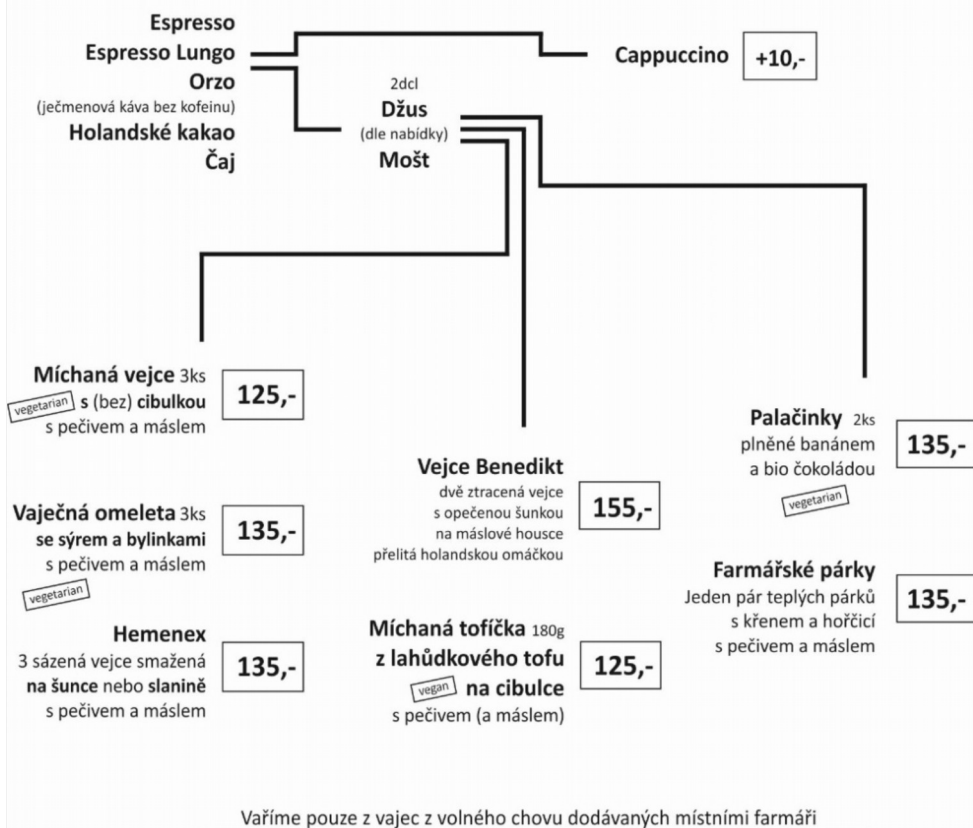 Espresso
Espresso Lungo
Orzo
(ječmenová káva bez kofeinu)
Holandské kakao
Čaj
Cappuccino +10,-
2dcl
Džus
(dle nabídky)
Mošt
Míchaná vejce 3ks
vegetarian s (bez) cibulkou
s pečivem a máslem
125,-
Vaječná omeleta 3ks
se sýrem a bylinkami
s pečivem a máslem
vegetarian
135,-
Hemenex
3 sázená vejce smažená
na šunce nebo slanině
s pečivem a máslem
135,-
Vejce Benedikt
dvě ztracená vejce
s opečenou šunkou
na máslové housce
přelitá holandskou omáčkou
155,-
Míchaná tofíčka 180g
z lahůdkového tofu
vegan na cibulce
s pečivem (a máslem)
125,-
Palačinky 2ks
plněné banánem
a bio čokoládou
vegetarian
135,-
Farmářské párky
Jeden pár teplých párků
s křenem a hořčicí
s pečivem a máslem
135,-
Vaříme pouze z vajec z volného chovu dodávaných místními farmáři